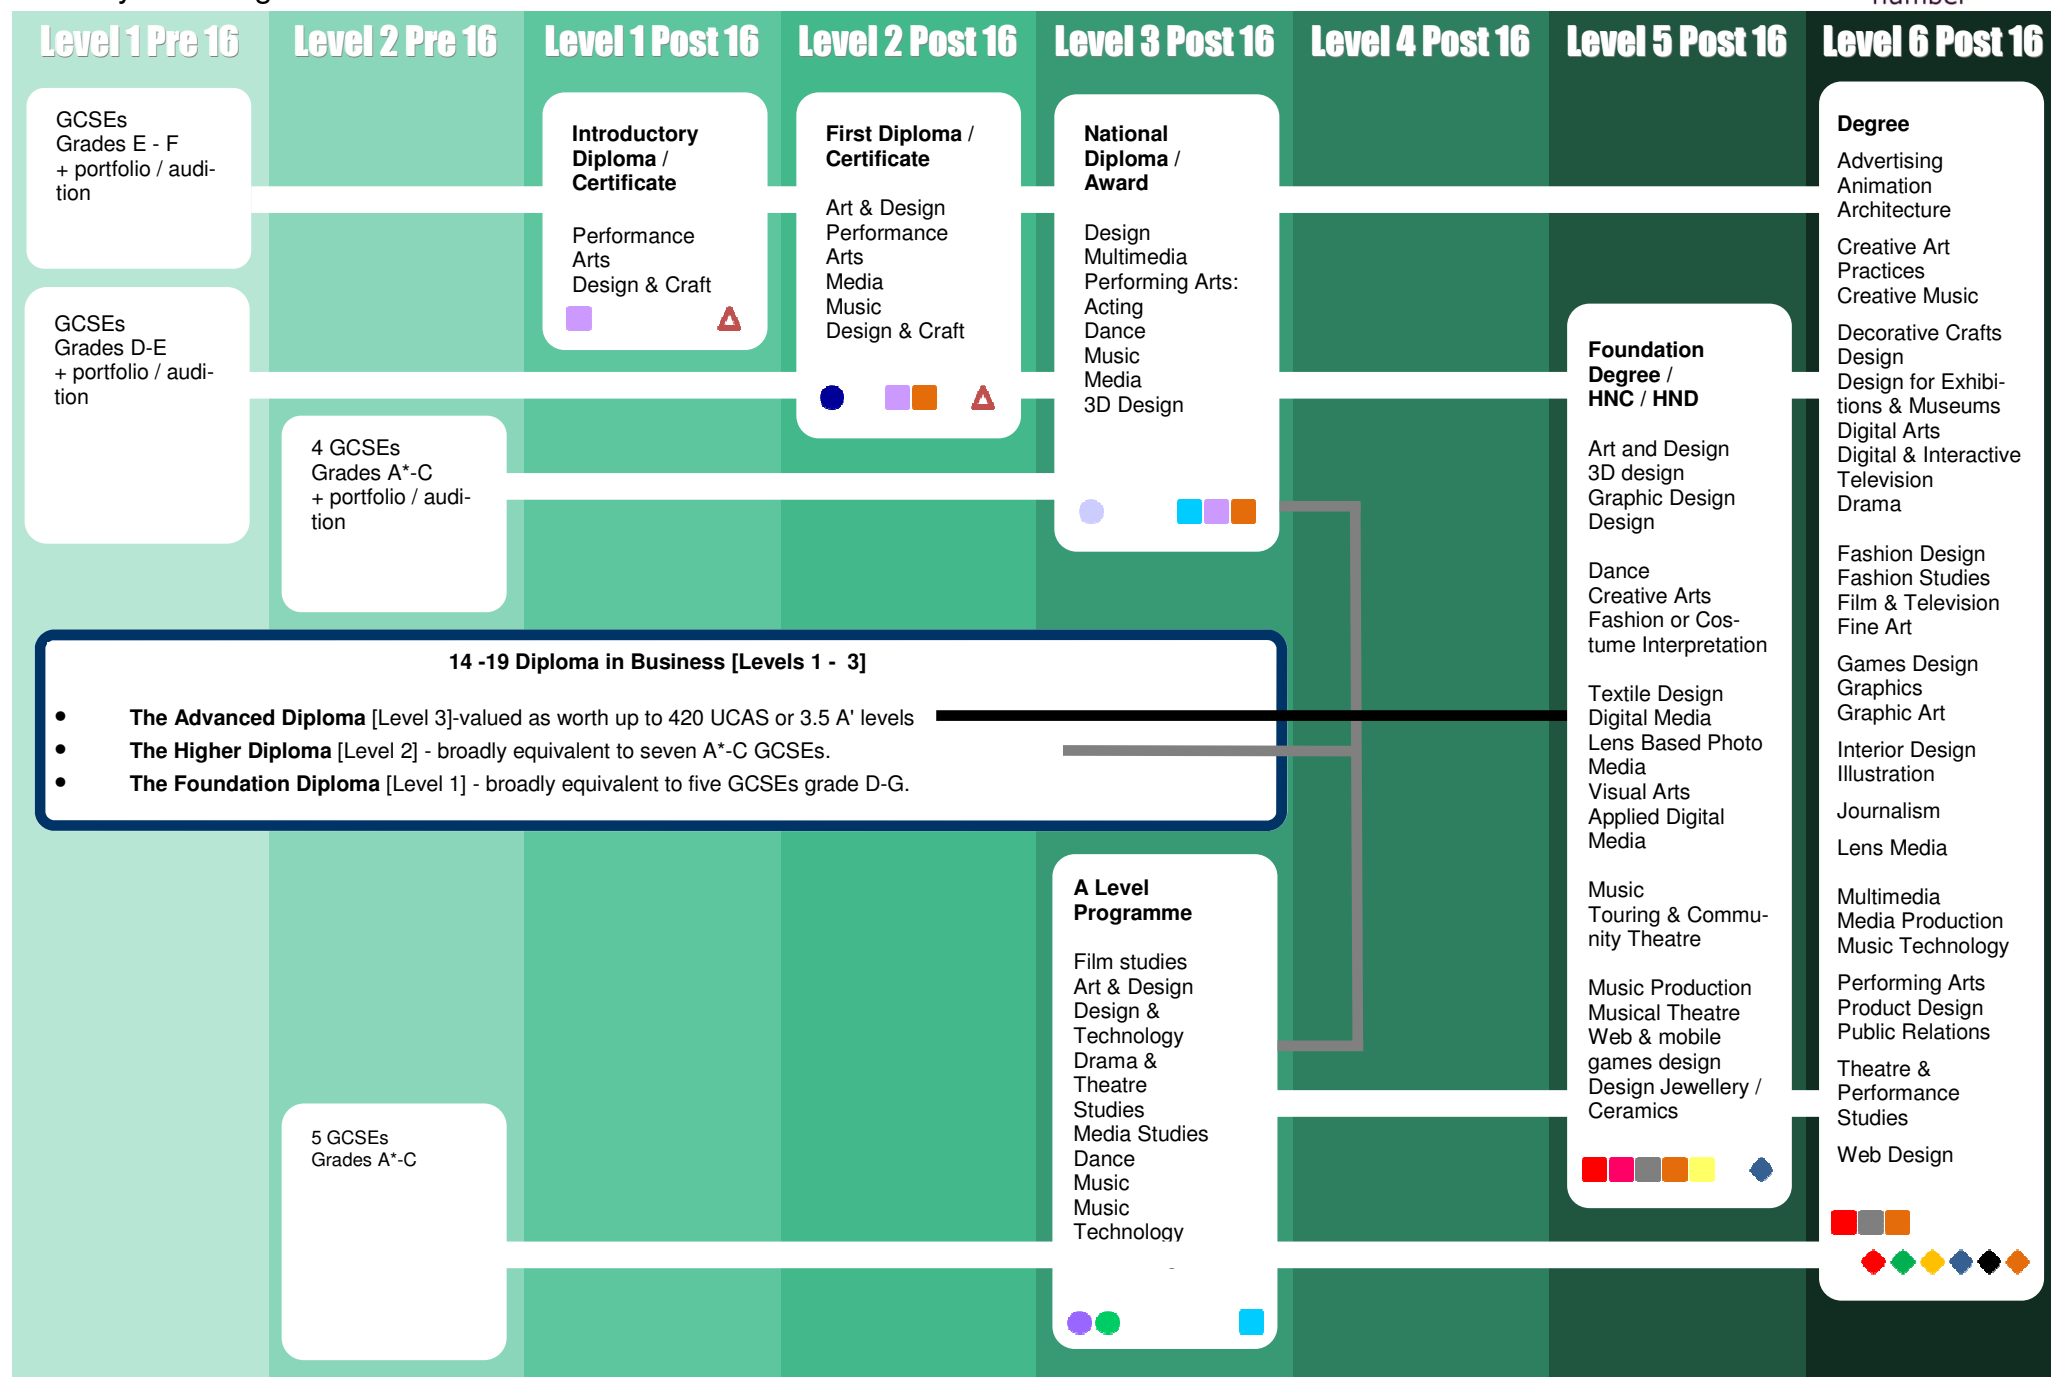 Level 1 Pre 16
Level 2 Pre 16
Level 1 Post 16
Level 2 Post 16
Level 3 Post 16
Level 4 Post 16
Level 5 Post 16
Level 6 Post 16
GCSEs
Grades E - F
+ portfolio / audi-
tion
GCSEs
Grades D-E
+ portfolio / audi-
tion
4 GCSEs
Grades A*-C
+ portfolio / audi-
tion
Introductory
Diploma /
Certificate
Performance
Arts
Design & Craft
First Diploma /
Certificate
Art & Design
Performance
Arts
Media
Music
Design & Craft
National
Diploma /
Award
Design
Multimedia
Performing Arts:
Acting
Dance
Music
Media
3D Design
14 -19 Diploma in Business [Levels 1 - 3]
• The Advanced Diploma [Level 3]-valued as worth up to 420 UCAS or 3.5 A' levels
• The Higher Diploma [Level 2] - broadly equivalent to seven A*-C GCSEs.
• The Foundation Diploma [Level 1] - broadly equivalent to five GCSEs grade D-G.
5 GCSEs
Grades A*-C
A Level
Programme
Film studies
Art & Design
Design &
Technology
Drama &
Theatre
Studies
Media Studies
Dance
Music
Music
Technology
Foundation
Degree /
HNC / HND
Art and Design
3D design
Graphic Design
Design
Dance
Creative Arts
Fashion or Cos-
tume Interpretation
Textile Design
Digital Media
Lens Based Photo
Media
Visual Arts
Applied Digital
Media
Music
Touring & Commu-
nity Theatre
Music Production
Musical Theatre
Web & mobile
games design
Design Jewellery /
Ceramics
Degree
Advertising
Animation
Architecture
Creative Art
Practices
Creative Music
Decorative Crafts
Design
Design for Exhibi-
tions & Museums
Digital Arts
Digital & Interactive
Television
Drama
Fashion Design
Fashion Studies
Film & Television
Fine Art
Games Design
Graphics
Graphic Art
Interior Design
Illustration
Journalism
Lens Media
Multimedia
Media Production
Music Technology
Performing Arts
Product Design
Public Relations
Theatre &
Performance
Studies
Web Design